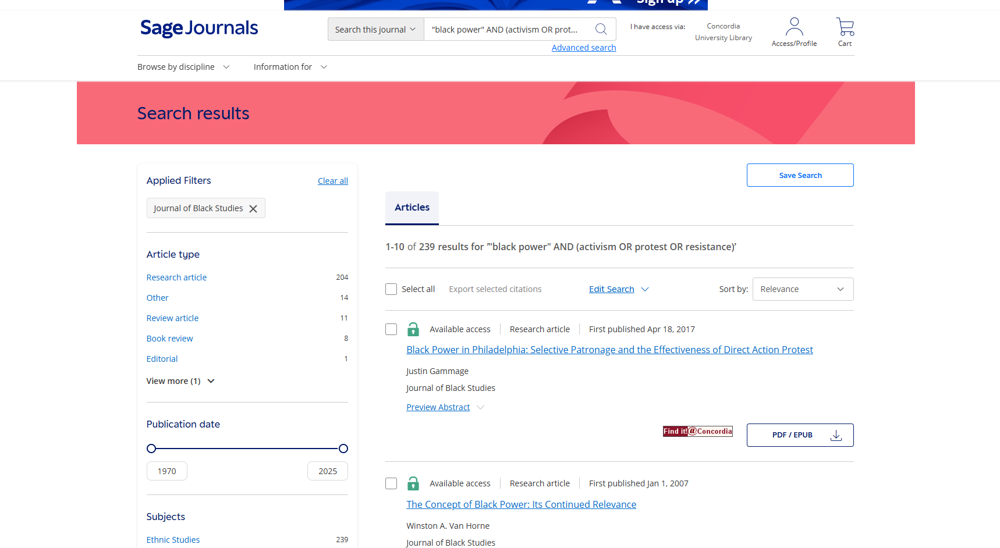 Sign up
Sage Journals
Search this journal
"black power" AND (activism OR prot...
I have access via:
Concordia
University Library
Access/Profile
Cart
Advanced search
Browse by discipline
Information for
Search results
Applied Filters
Clear all
Journal of Black Studies
Article type
Research article 204
Other 14
Review article 11
Book review 8
Editorial 1
View more (1)
Publication date
1970 2025
Subjects
Ethnic Studies 239
Save Search
Articles
1-10 of 239 results for '"black power" AND (activism OR protest OR resistance)'
Select all Export selected citations Edit Search Sort by: Relevance
Available access Research article First published Apr 18, 2017
Black Power in Philadelphia: Selective Patronage and the Effectiveness of Direct Action Protest
Justin Gammage
Journal of Black Studies
Preview Abstract
Find it!@Concordia PDF / EPUB
Available access Research article First published Jan 1, 2007
The Concept of Black Power: Its Continued Relevance
Winston A. Van Horne
Journal of Black Studies